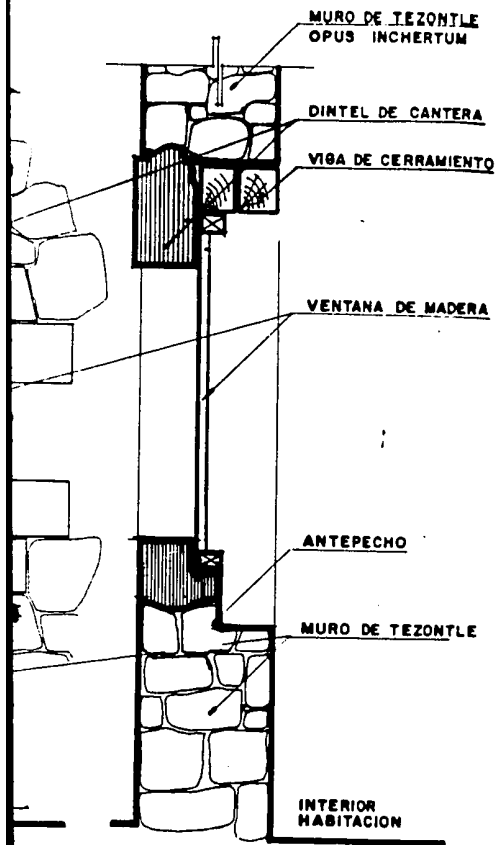 MURO DE TEZONTLE
OPUS INCHERTUM
DINTEL DE CANTERA
VIGA DE CERRAMIENTO
VENTANA DE MADERA
ANTEPECHO
MURO DE TEZONTLE
INTERIOR
HABITACION